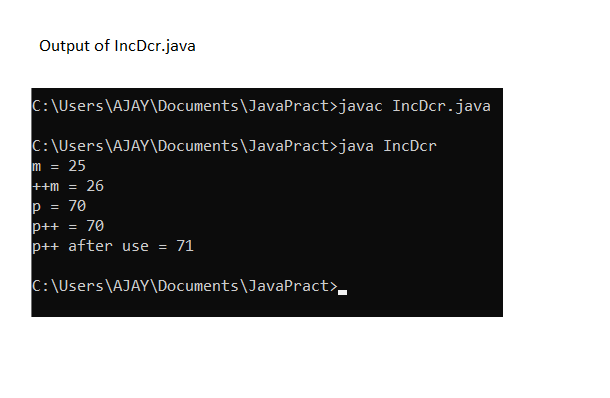 Output of IncDcr.java
C:\Users\AJAY\Documents\JavaPract>javac IncDcr.java
C:\Users\AJAY\Documents\JavaPract>java IncDcr
m = 25
++m = 26
p = 70
p++ = 70
p++ after use = 71
C:\Users\AJAY\Documents\JavaPract>